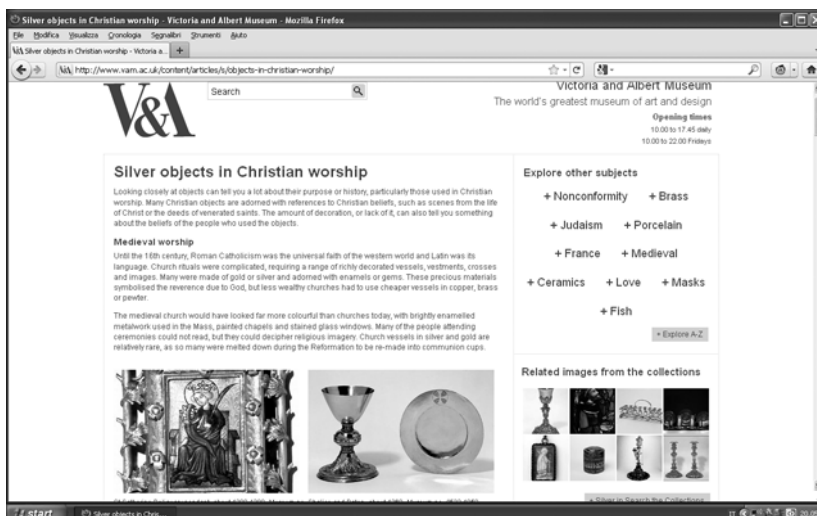 Silver objects in Christian worship - Victoria and Albert Museum - Mozilla Firefox
File Modifica Visualizza Cronologia Segnalibri Strumenti Aiuto
V&A Silver objects in Christian worship - Victoria a... +
V&A http://www.vam.ac.uk/content/articles/s/objects-in-christian-worship/
V&A
Search
Victoria and Albert Museum
The world's greatest museum of art and design
Opening times
10.00 to 17.45 daily
10.00 to 22.00 Fridays
Silver objects in Christian worship
Looking closely at objects can tell you a lot about their purpose or history, particularly those used in Christian
worship. Many Christian objects are adorned with references to Christian beliefs, such as scenes from the life
of Christ or the deeds of venerated saints. The amount of decoration, or lack of it, can also tell you something
about the beliefs of the people who used the objects.
Medieval worship
Until the 16th century, Roman Catholicism was the universal faith of the western world and Latin was its
language. Church rituals were complicated, requiring a range of richly decorated vessels, vestments, crosses
and images. Many were made of gold or silver and adorned with enamels or gems. These precious materials
symbolised the reverence due to God, but less wealthy churches had to use cheaper vessels in copper, brass
or pewter.
The medieval church would have looked far more colourful than churches today, with brightly enamelled
metalwork used in the Mass, painted chapels and stained glass windows. Many of the people attending
ceremonies could not read, but they could decipher religious imagery. Church vessels in silver and gold are
relatively rare, as so many were melted down during the Reformation to be re-made into communion cups.
Explore other subjects
+ Nonconformity + Brass
+ Judaism + Porcelain
+ France + Medieval
+ Ceramics + Love + Masks
+ Fish
+ Explore A-Z
Related images from the collections
+ Silver in Search the Collections
start
Silver objects in Chris...
IT
20.05